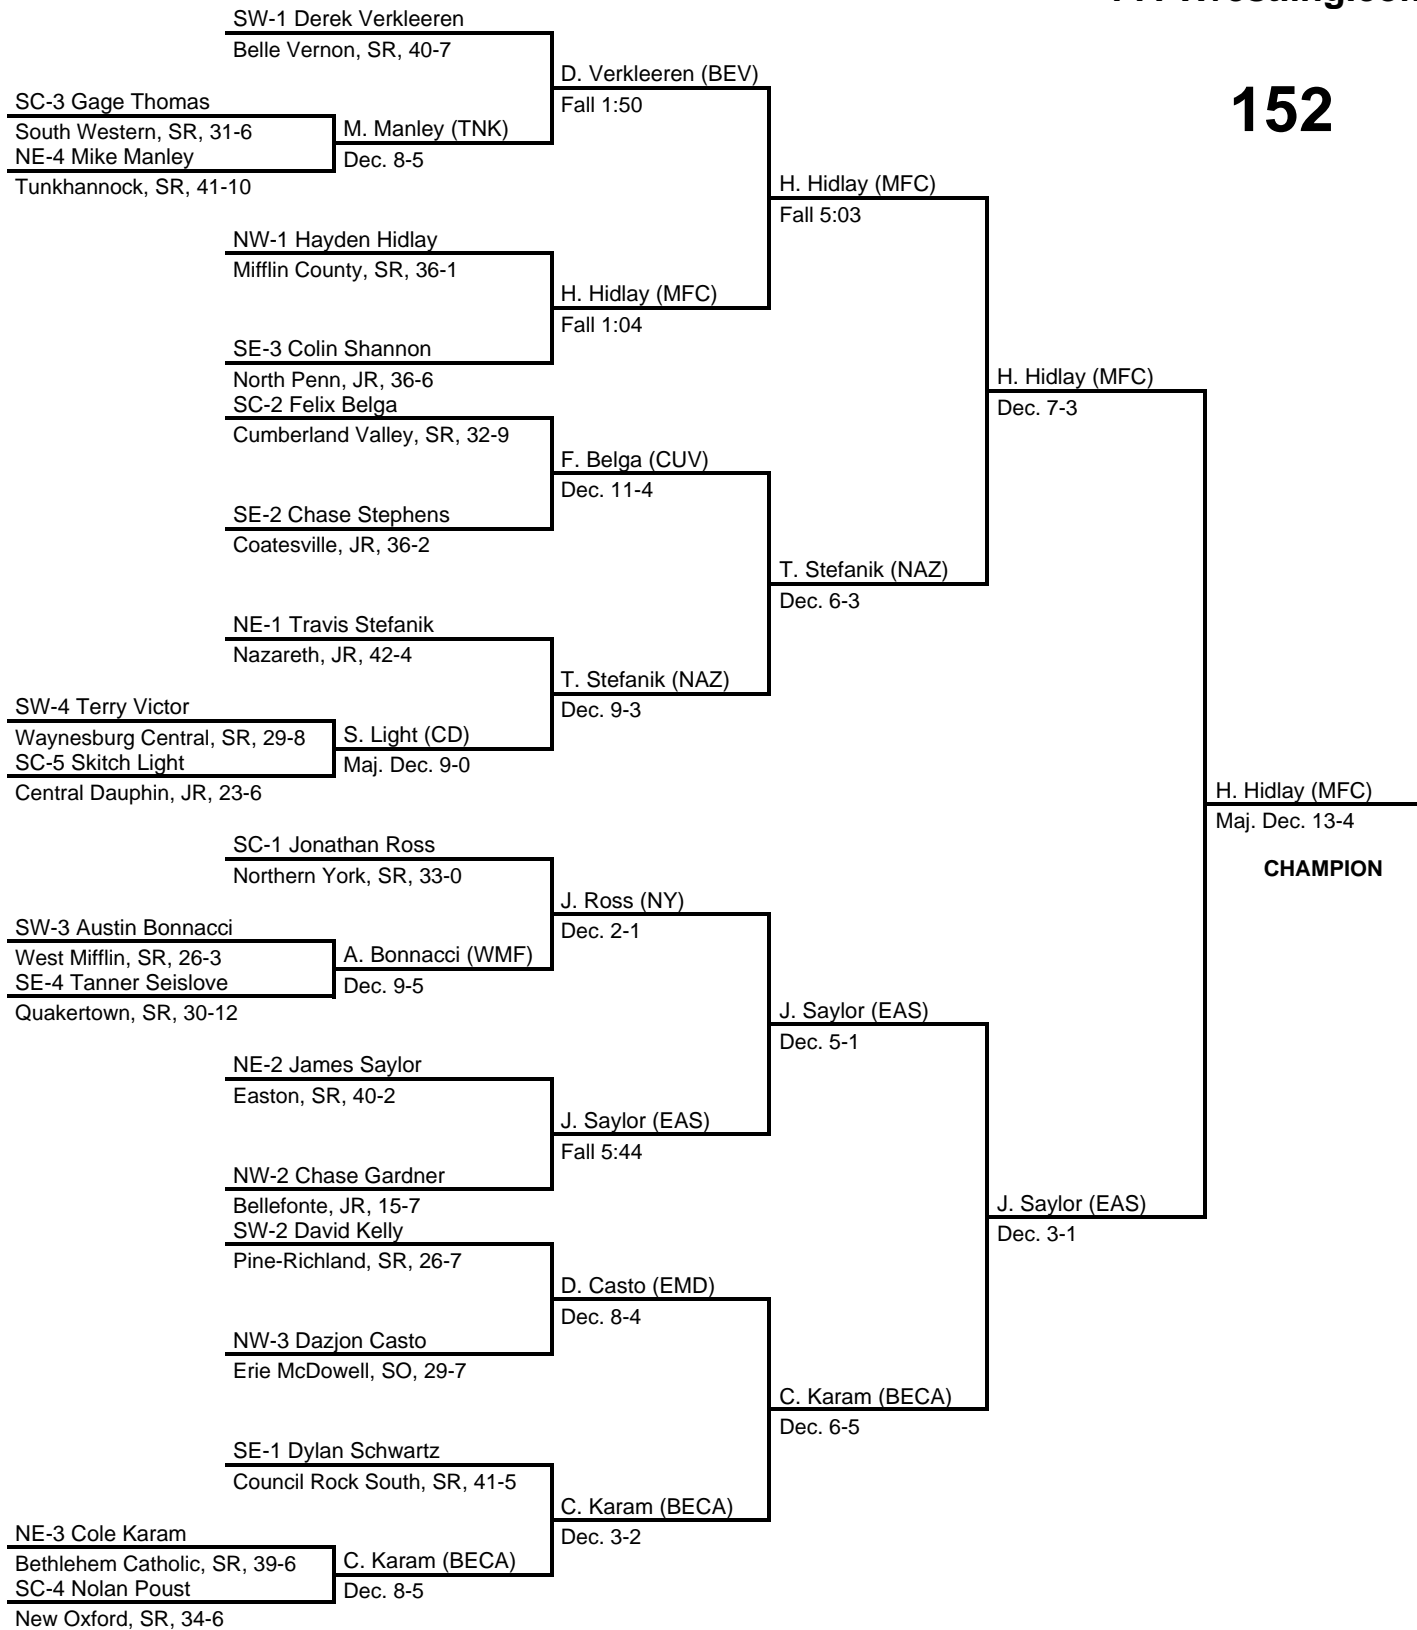 152
SW-1 Derek Verkleeren
Belle Vernon, SR, 40-7
D. Verkleeren (BEV)
Fall 1:50
SC-3 Gage Thomas
South Western, SR, 31-6
NE-4 Mike Manley
Tunkhannock, SR, 41-10
M. Manley (TNK)
Dec. 8-5
H. Hidlay (MFC)
Fall 5:03
NW-1 Hayden Hidlay
Mifflin County, SR, 36-1
H. Hidlay (MFC)
Fall 1:04
SE-3 Colin Shannon
North Penn, JR, 36-6
H. Hidlay (MFC)
Dec. 7-3
SC-2 Felix Belga
Cumberland Valley, SR, 32-9
F. Belga (CUV)
Dec. 11-4
SE-2 Chase Stephens
Coatesville, JR, 36-2
T. Stefanik (NAZ)
Dec. 6-3
NE-1 Travis Stefanik
Nazareth, JR, 42-4
T. Stefanik (NAZ)
Dec. 9-3
SW-4 Terry Victor
Waynesburg Central, SR, 29-8
SC-5 Skitch Light
Central Dauphin, JR, 23-6
S. Light (CD)
Maj. Dec. 9-0
H. Hidlay (MFC)
Maj. Dec. 13-4
CHAMPION
SC-1 Jonathan Ross
Northern York, SR, 33-0
J. Ross (NY)
Dec. 2-1
SW-3 Austin Bonnacci
West Mifflin, SR, 26-3
SE-4 Tanner Seislove
Quakertown, SR, 30-12
A. Bonnacci (WMF)
Dec. 9-5
J. Saylor (EAS)
Dec. 5-1
NE-2 James Saylor
Easton, SR, 40-2
J. Saylor (EAS)
Fall 5:44
NW-2 Chase Gardner
Bellefonte, JR, 15-7
J. Saylor (EAS)
Dec. 3-1
SW-2 David Kelly
Pine-Richland, SR, 26-7
D. Casto (EMD)
Dec. 8-4
NW-3 Dazjon Casto
Erie McDowell, SO, 29-7
C. Karam (BECA)
Dec. 6-5
SE-1 Dylan Schwartz
Council Rock South, SR, 41-5
C. Karam (BECA)
Dec. 3-2
NE-3 Cole Karam
Bethlehem Catholic, SR, 39-6
SC-4 Nolan Poust
New Oxford, SR, 34-6
C. Karam (BECA)
Dec. 8-5